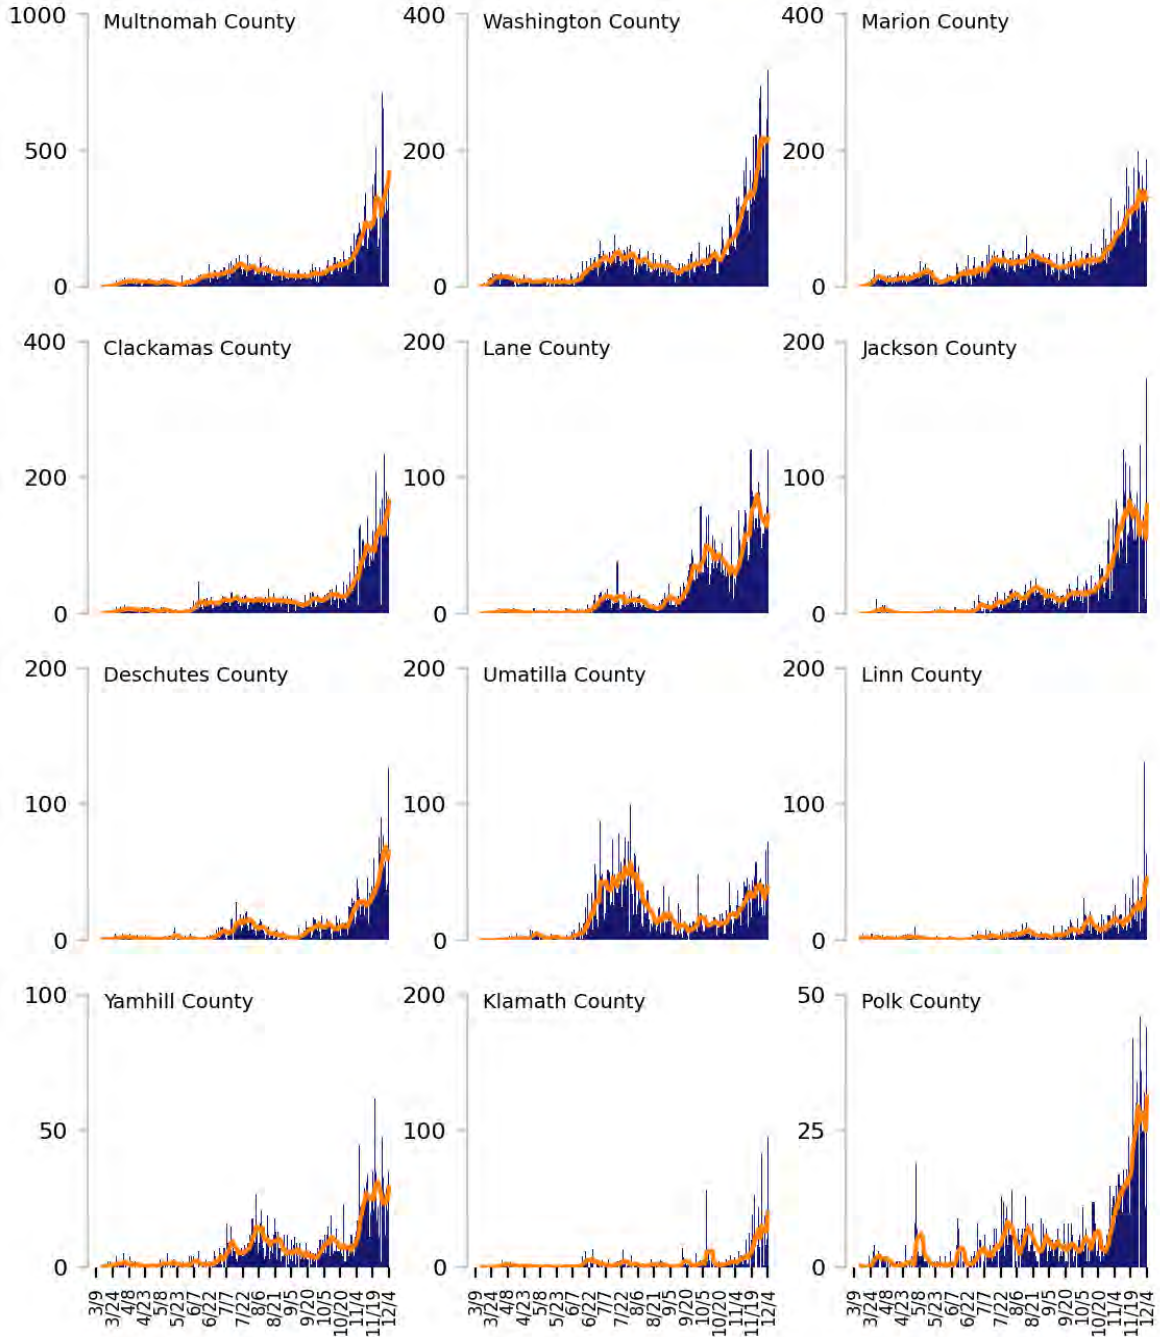 1000 Multnomah County
500
0
400 Washington County
200
0
400 Marion County
200
0
400 Clackamas County
200
0
200 Lane County
100
0
200 Jackson County
100
0
200 Deschutes County
100
0
200 Umatilla County
100
0
200 Linn County
100
0
100 Yamhill County
50
0
200 Klamath County
100
0
50 Polk County
25
0
3/9 3/24 4/8 4/23 5/8 5/23 6/7 6/22 7/7 7/22 8/6 8/21 9/5 9/20 10/5 10/20 11/4 11/19 12/4
3/9 3/24 4/8 4/23 5/8 5/23 6/7 6/22 7/7 7/22 8/6 8/21 9/5 9/20 10/5 10/20 11/4 11/19 12/4
3/9 3/24 4/8 4/23 5/8 5/23 6/7 6/22 7/7 7/22 8/6 8/21 9/5 9/20 10/5 10/20 11/4 11/19 12/4